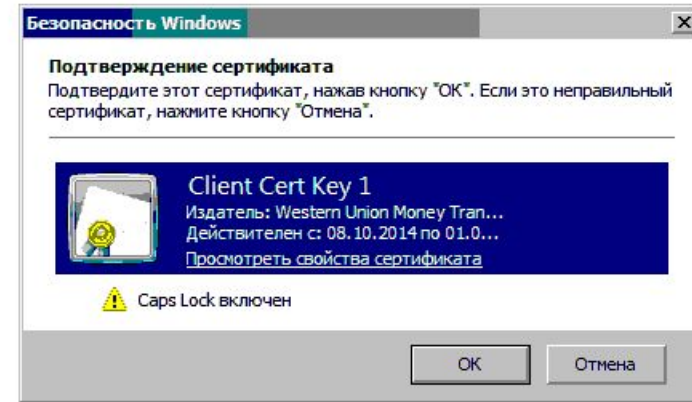 Безопасность Windows
Подтверждение сертификата
Подтвердите этот сертификат, нажав кнопку "ОК". Если это неправильный
сертификат, нажмите кнопку "Отмена".
Client Cert Key 1
Издатель: Western Union Money Tran...
Действителен с: 08.10.2014 по 01.0...
Просмотреть свойства сертификата
Caps Lock включен
ОК
Отмена